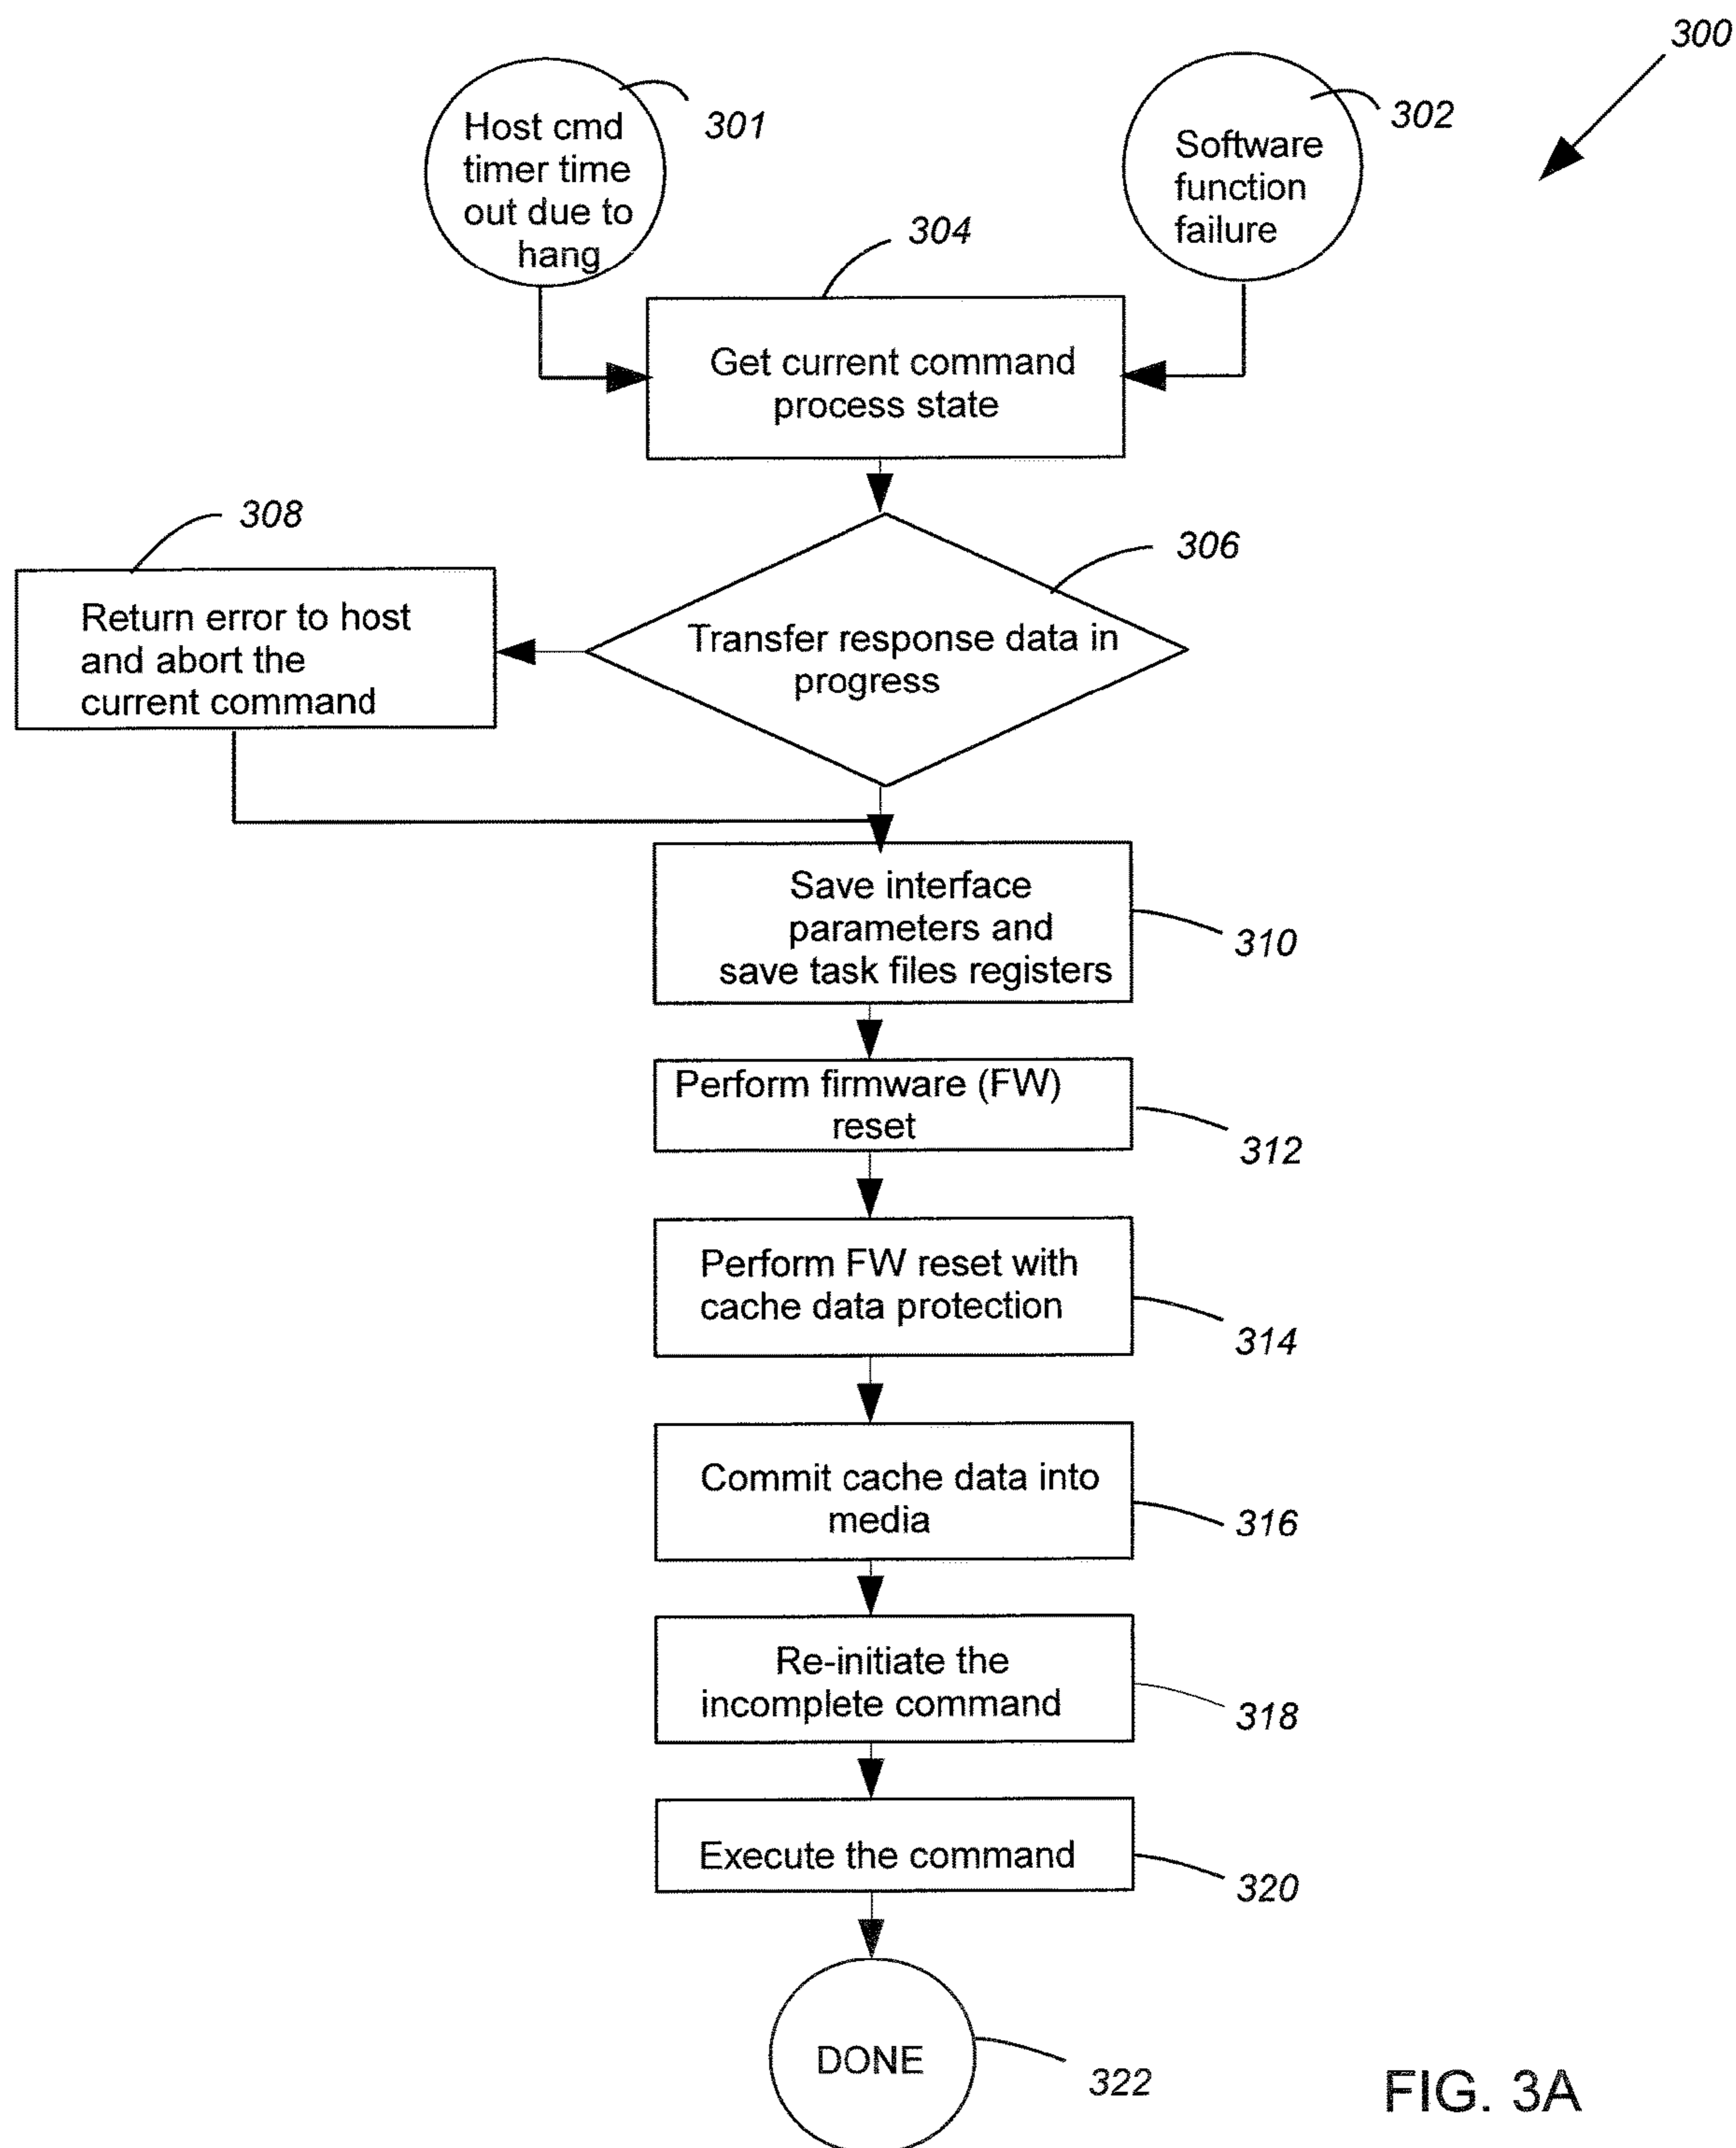 300
Host cmd
timer time
out due to
hang
301
Software
function
failure
302
304
Get current command
process state
308
306
Return error to host
and abort the
current command
Transfer response data in
progress
Save interface
parameters and
save task files registers
310
Perform firmware (FW)
reset
312
Perform FW reset with
cache data protection
314
Commit cache data into
media
316
Re-initiate the
incomplete command
318
Execute the command
320
DONE
322
FIG. 3A